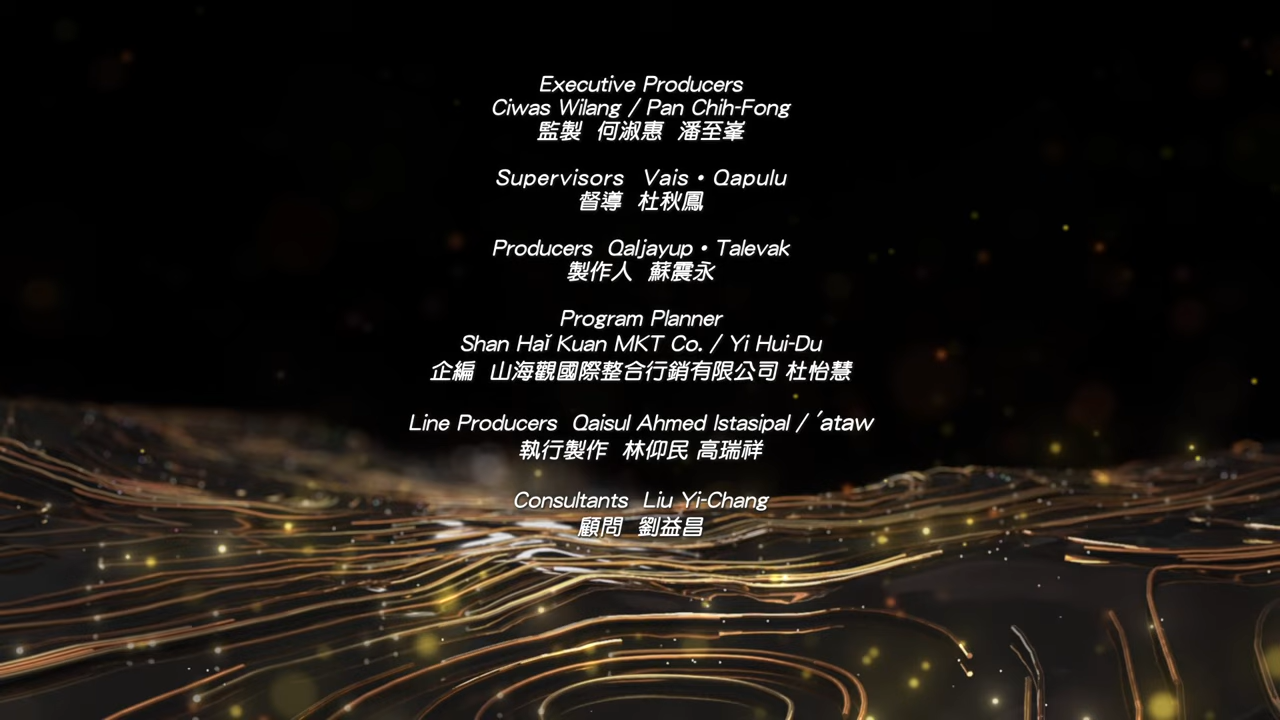 Executive Producers
Ciwas Wilang / Pan Chih-Fong
監製 何淑惠 潘至峯
Supervisors Vais • Qapulu
督導 杜秋鳳
Producers Qaljayup • Talevak
製作人 蘇震永
Program Planner
Shan Haǐ Kuan MKT Co. / Yi Hui-Du
企編 山海觀國際整合行銷有限公司 杜怡慧
Line Producers Qaisul Ahmed Istasipal / ′ataw
執行製作 林仰民 高瑞祥
Consultants Liu Yi-Chang
顧問 劉益昌